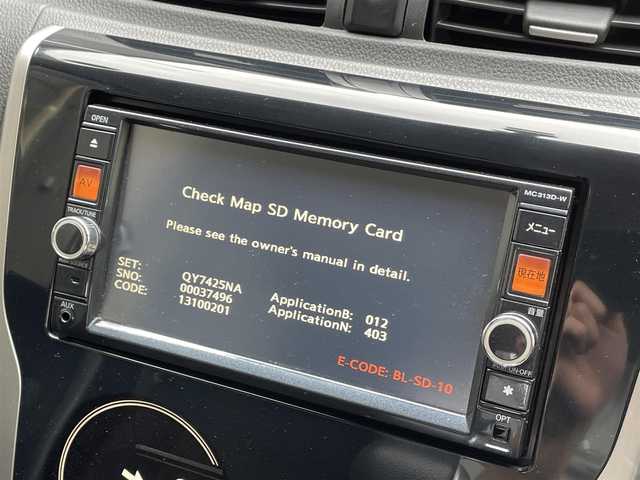 OPEN
AV
TRACK/TUNE
AUX
Check Map SD Memory Card
Please see the owner's manual in detail.
SET: QY7425NA ApplicationB: 012
SNO: 00037496 ApplicationN: 403
CODE: 13100201
E-CODE: BL-SD-10
MC313D-W
メニュー
現在地
音量
ON·OFF
OPT